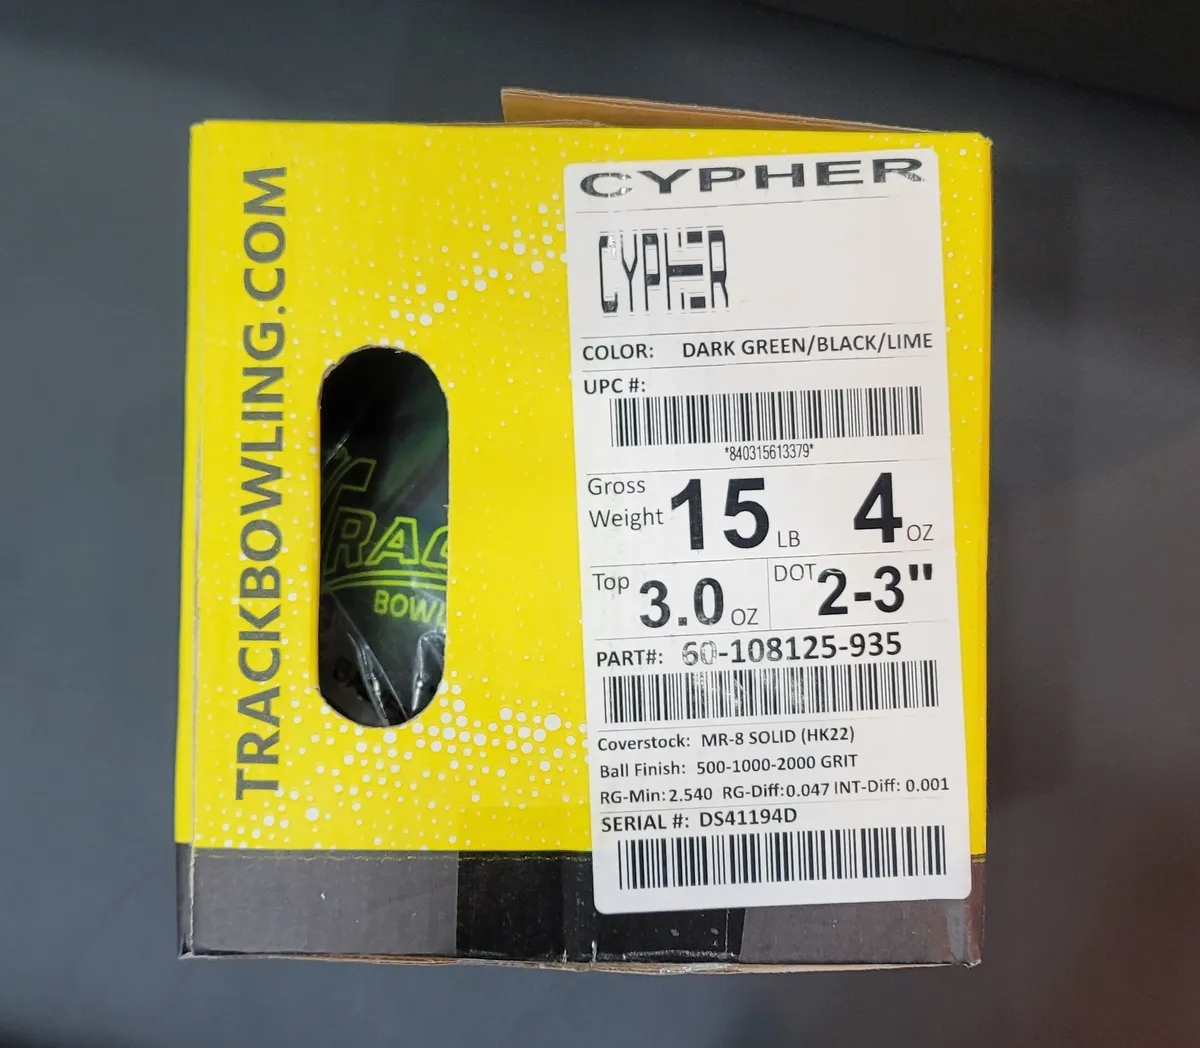 TRACKBOWLING.COM
RAC
BOWL
CYPHER
CYPHER
COLOR: DARK GREEN/BLACK/LIME
UPC #:
*840315613379*
Gross Weight 15 LB 4 OZ
Top 3.0 OZ DOT 2-3"
PART#: 60-108125-935
Coverstock: MR-8 SOLID (HK22)
Ball Finish: 500-1000-2000 GRIT
RG-Min: 2.540 RG-Diff: 0.047 INT-Diff: 0.001
SERIAL #: DS41194D